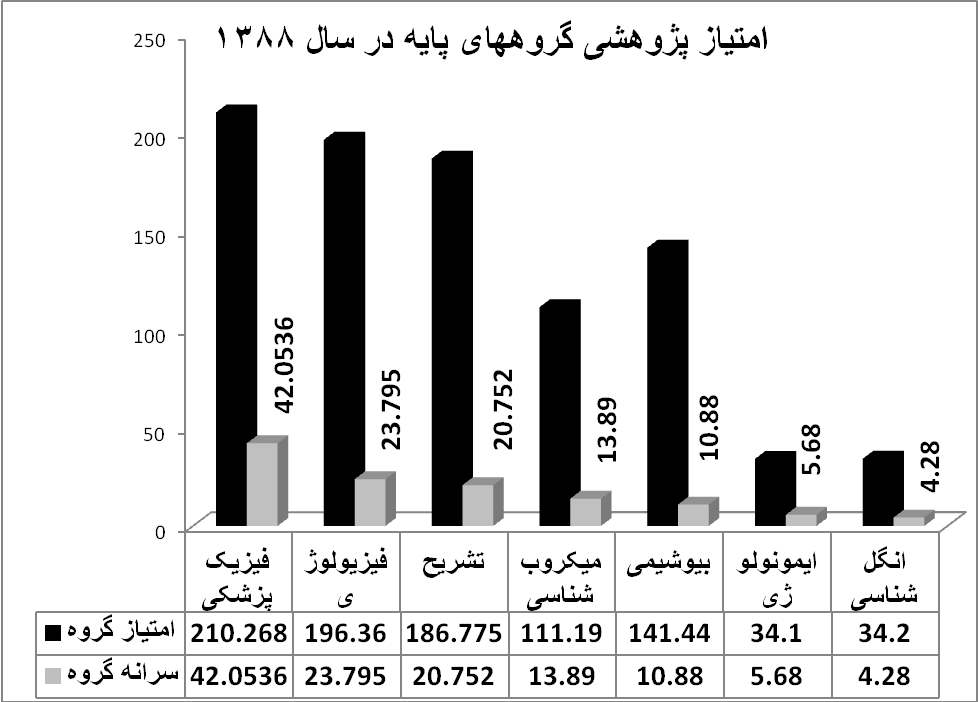 امتیاز پژوهشی گروههای پایه در سال ۱۳۸۸
250
200
150
100
50
0
42.0536
23.795
20.752
13.89
10.88
5.68
4.28
فیزیک
پزشکی
فیزیولوژ
ی
تشریح
میکروب
شناسی
بیوشیمی
ایمونولو
ژی
انگل
شناسی
امتیاز گروه 210.268 196.36 186.775 111.19 141.44 34.1 34.2
سرانه گروه 42.0536 23.795 20.752 13.89 10.88 5.68 4.28